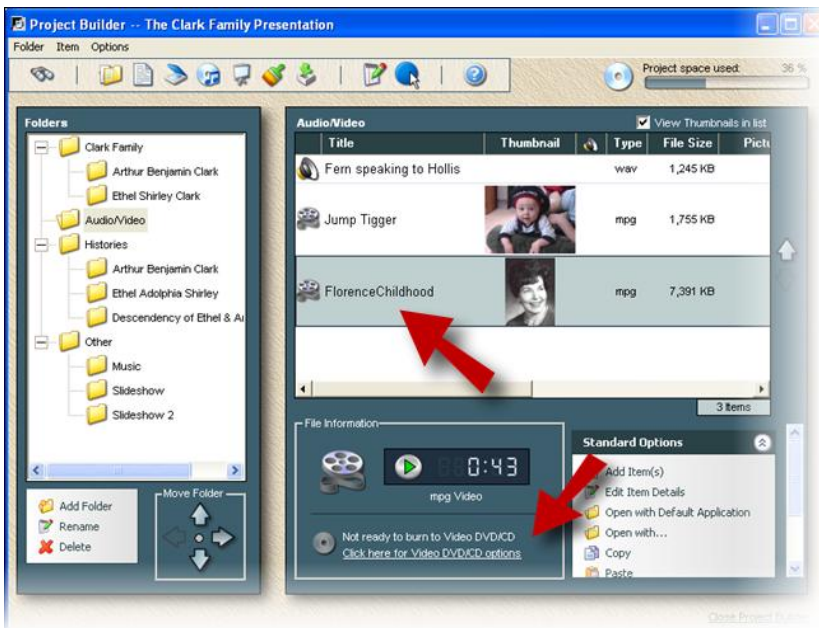 Project Builder -- The Clark Family Presentation
Folder Item Options
Project space used: 36 %
Folders
Clark Family
Arthur Benjamin Clark
Ethel Shirley Clark
Audio/Video
Histories
Arthur Benjamin Clark
Ethel Adolphia Shirley
Descendency of Ethel & Ar
Other
Music
Slideshow
Slideshow 2
Add Folder
Rename
Delete
Move Folder
Audio/Video
View Thumbnails in list
Title Thumbnail Type File Size Pictu
Fern speaking to Hollis wav 1,245 KB
Jump Tigger mpg 1,755 KB
FlorenceChildhood mpg 7,391 KB
3 Items
File Information
0:43
mpg Video
Not ready to burn to Video DVD/CD
Click here for Video DVD/CD options
Standard Options
Add Item(s)
Edit Item Details
Open with Default Application
Open with...
Copy
Paste
Close Project Builder